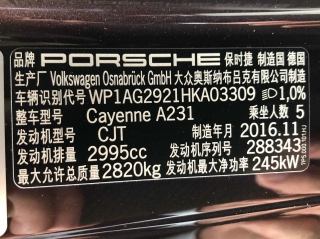 品牌 PORSCHE 保时捷 制造国 德国
生产厂 Volkswagen Osnabrück GmbH 大众奥斯纳布吕克有限公司制造
车辆识别代号 WP1AG2921HKA03309 1.0%
整车型号 Cayenne A231 乘坐人数 5
发动机型号 CJT 制造年月 2016.11
发动机排量 2995cc 发动机序列号 288343
最大允许总质量 2820kg 发动机最大净功率 245kW